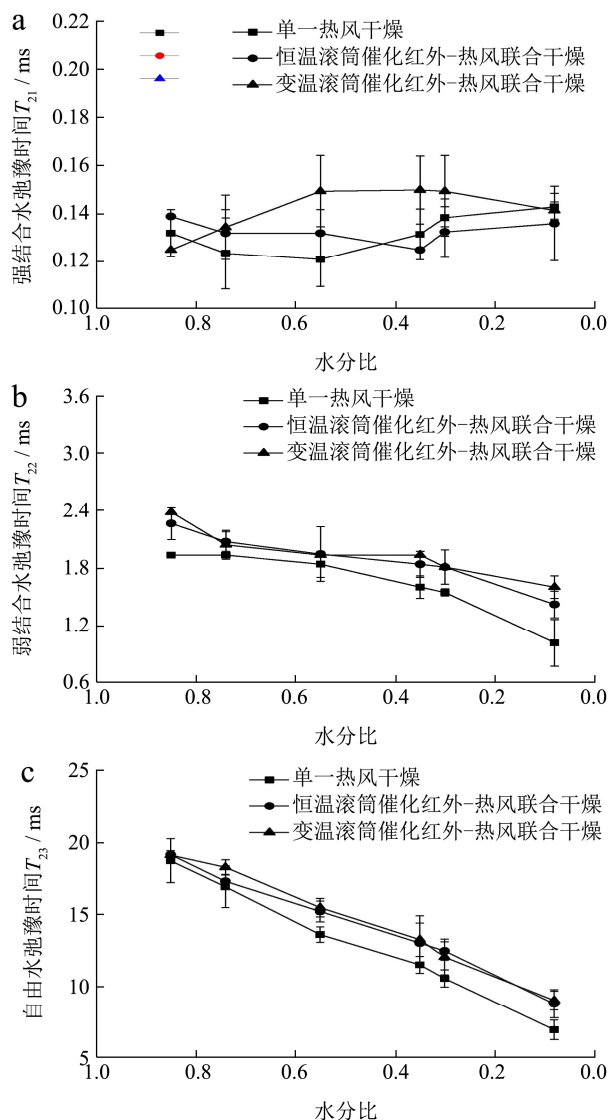 a
0.22
0.20
0.18
0.16
0.14
0.12
0.10
单一热风干燥
恒温滚筒催化红外-热风联合干燥
变温滚筒催化红外-热风联合干燥
强结合水弛豫时间T21 / ms
1.0 0.8 0.6 0.4 0.2 0.0
水分比
b
3.6
3.0
2.4
1.8
1.2
0.6
单一热风干燥
恒温滚筒催化红外-热风联合干燥
变温滚筒催化红外-热风联合干燥
弱结合水弛豫时间T22 / ms
1.0 0.8 0.6 0.4 0.2 0.0
水分比
c
25
20
15
10
5
单一热风干燥
恒温滚筒催化红外-热风联合干燥
变温滚筒催化红外-热风联合干燥
自由水弛豫时间T23 / ms
1.0 0.8 0.6 0.4 0.2 0.0
水分比